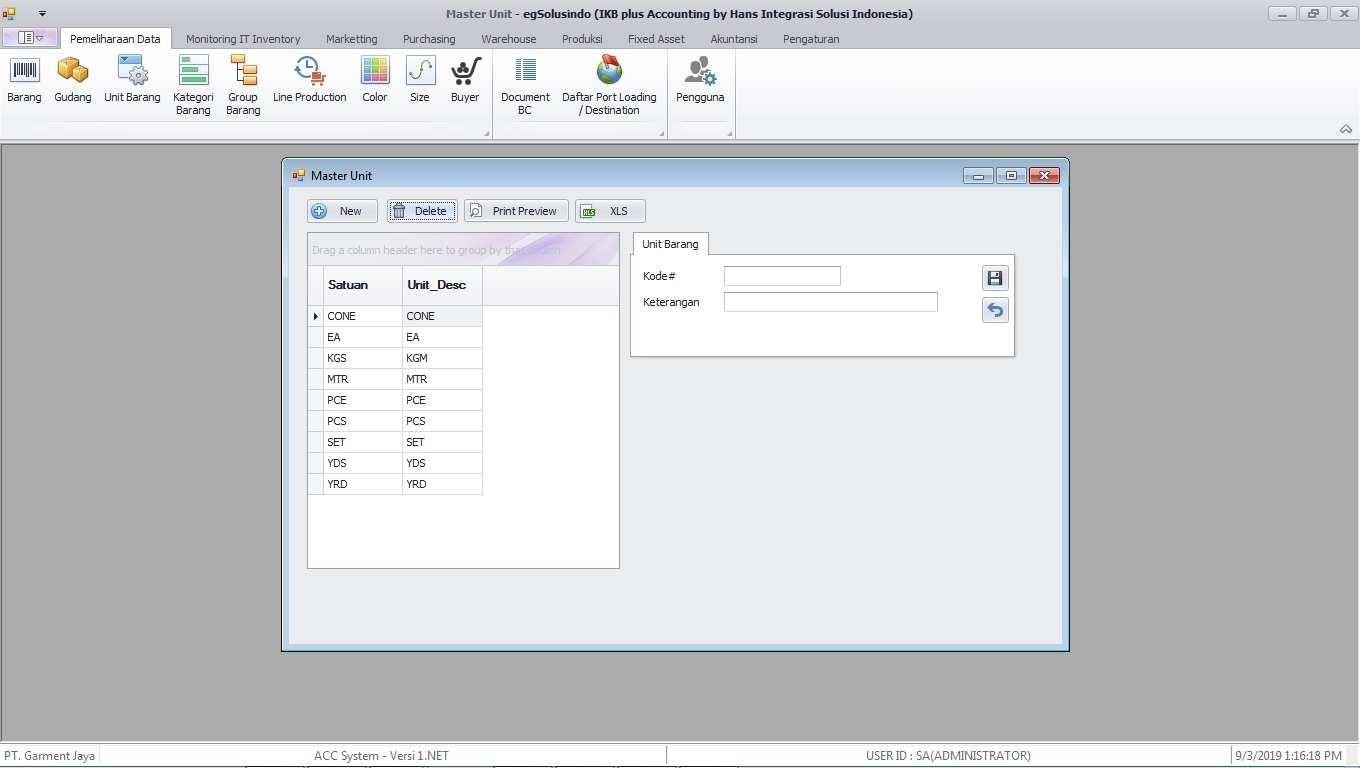 Master Unit - egSolusindo (IKB plus Accounting by Hans Integrasi Solusi Indonesia)
Pemeliharaan Data Monitoring IT Inventory Marketting Purchasing Warehouse Produksi Fixed Asset Akuntansi Pengaturan
Barang Gudang Unit Barang Kategori Barang Group Barang Line Production Color Size Buyer Document BC Daftar Port Loading / Destination Pengguna
Master Unit
New Delete Print Preview XLS XLS
Drag a column header here to group by that column
Satuan Unit_Desc
CONE CONE
EA EA
KGS KGM
MTR MTR
PCE PCE
PCS PCS
SET SET
YDS YDS
YRD YRD
Unit Barang
Kode#
Keterangan
PT. Garment Jaya ACC System - Versi 1.NET USER ID : SA(ADMINISTRATOR) 9/3/2019 1:16:18 PM